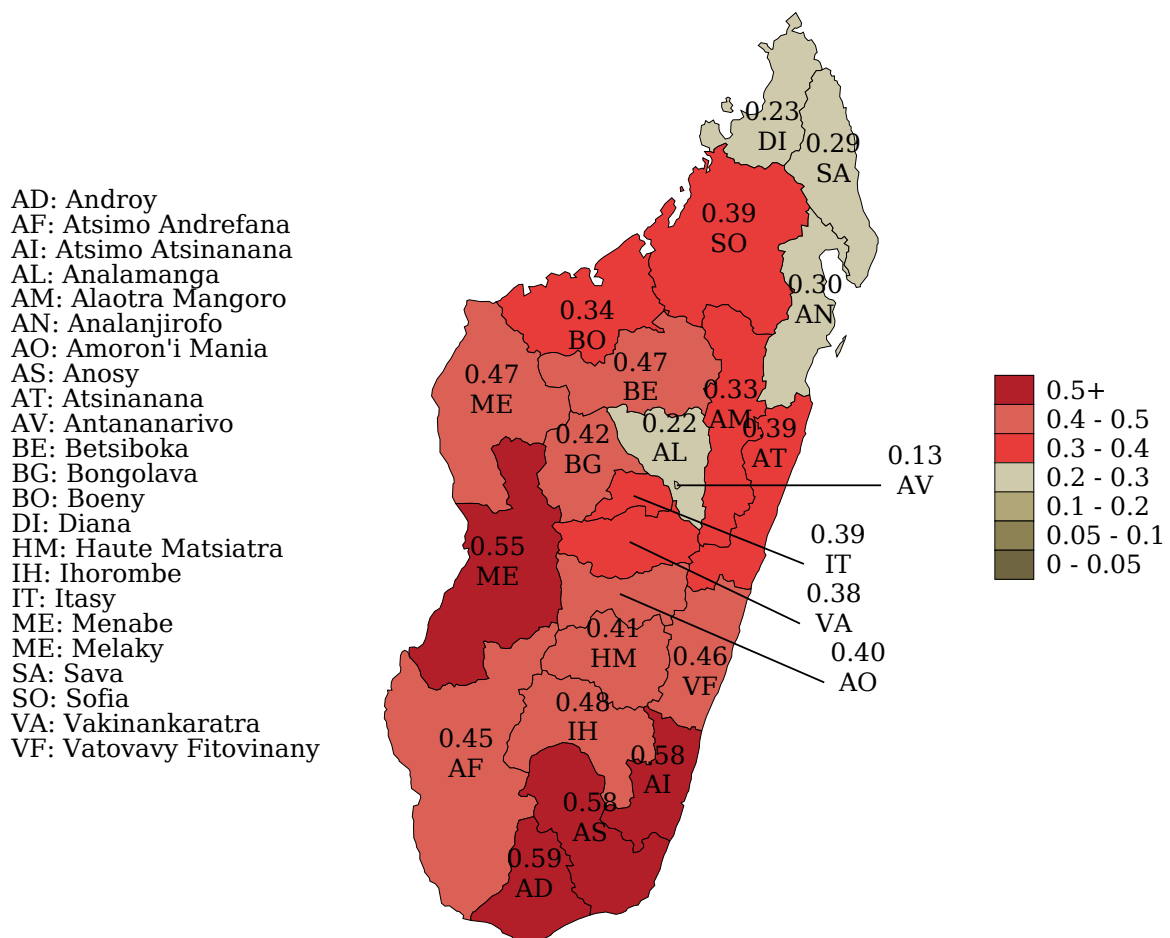 AD: Androy
AF: Atsimo Andrefana
AI: Atsimo Atsinanana
AL: Analamanga
AM: Alaotra Mangoro
AN: Analanjirofo
AO: Amoron'i Mania
AS: Anosy
AT: Atsinanana
AV: Antananarivo
BE: Betsiboka
BG: Bongolava
BO: Boeny
DI: Diana
HM: Haute Matsiatra
IH: Ihorombe
IT: Itasy
ME: Menabe
ME: Melaky
SA: Sava
SO: Sofia
VA: Vakinankaratra
VF: Vatovavy Fitovinany
0.23
DI
0.29
SA
0.39
SO
0.30
AN
0.34
BO
0.47
BE
0.47
ME
0.33
AM
0.42
BG
0.22
AL
0.39
AT
0.13
AV
0.39
IT
0.55
ME
0.38
VA
0.41
HM
0.46
VF
0.40
AO
0.48
IH
0.45
AF
0.58
AI
0.58
AS
0.59
AD
0.5+
0.4 - 0.5
0.3 - 0.4
0.2 - 0.3
0.1 - 0.2
0.05 - 0.1
0 - 0.05